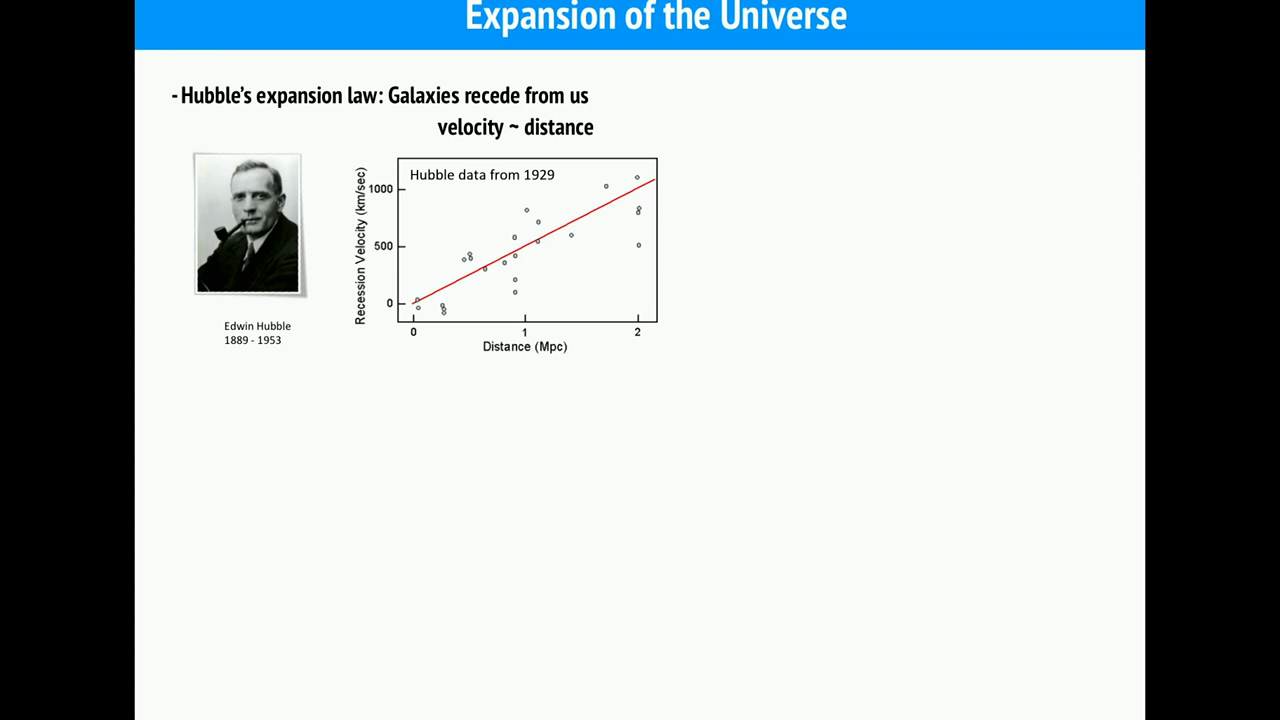 Expansion of the Universe
- Hubble's expansion law: Galaxies recede from us
velocity ~ distance
Hubble data from 1929
Recession Velocity (km/sec)
1000
500
0
0 1 2
Distance (Mpc)
Edwin Hubble
1889 - 1953